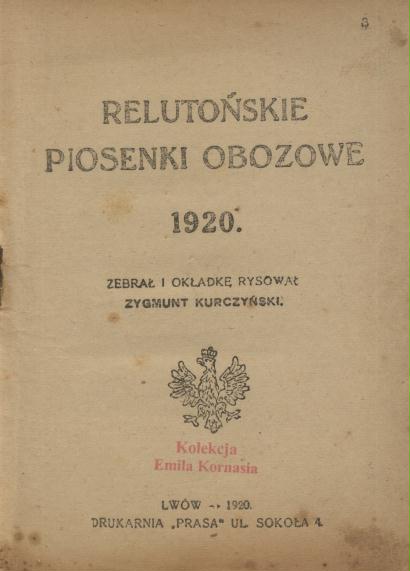 8
RELUTOŃSKIE
PIOSENKI OBOZOWE
1920.
ZEBRAŁ I OKŁADKĘ RYSOWAŁ
ZYGMUNT KURCZYŃSKI.
Kolekcja
Emila Kornasia
LWÓW -- 1920.
DRUKARNIA „PRASA" UL. SOKOŁA 4.